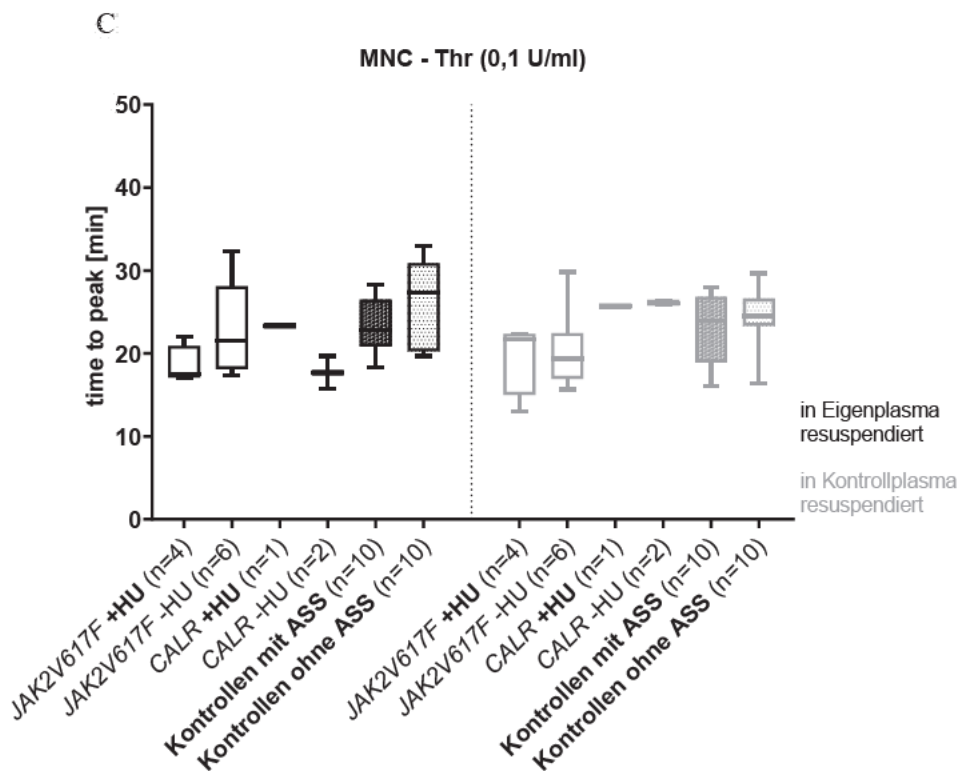 C
MNC - Thr (0,1 U/ml)
time to peak [min]
50
40
30
20
10
0
JAK2V617F +HU (n=4)
JAK2V617F -HU (n=6)
CALR +HU (n=1)
CALR -HU (n=2)
Kontrollen mit ASS (n=10)
Kontrollen ohne ASS (n=10)
JAK2V617F +HU (n=4)
JAK2V617F -HU (n=6)
CALR +HU (n=1)
CALR -HU (n=2)
Kontrollen mit ASS (n=10)
Kontrollen ohne ASS (n=10)
in Eigenplasma
resuspendiert
in Kontrollplasma
resuspendiert